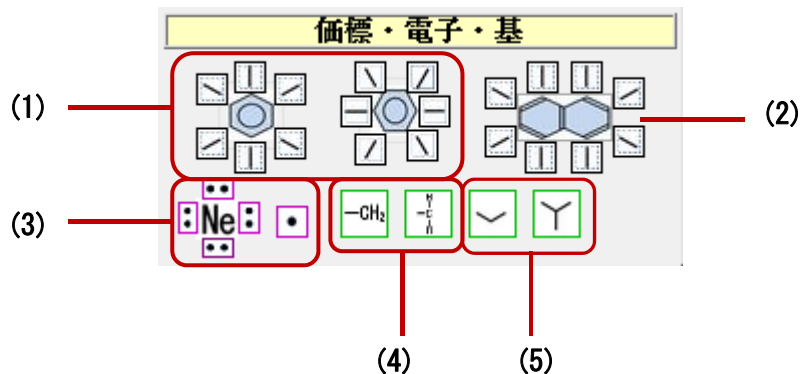 価標・電子・基
(1)
(2)
(3)
Ne
—CH₂
H
-C-
H
(4)
(5)